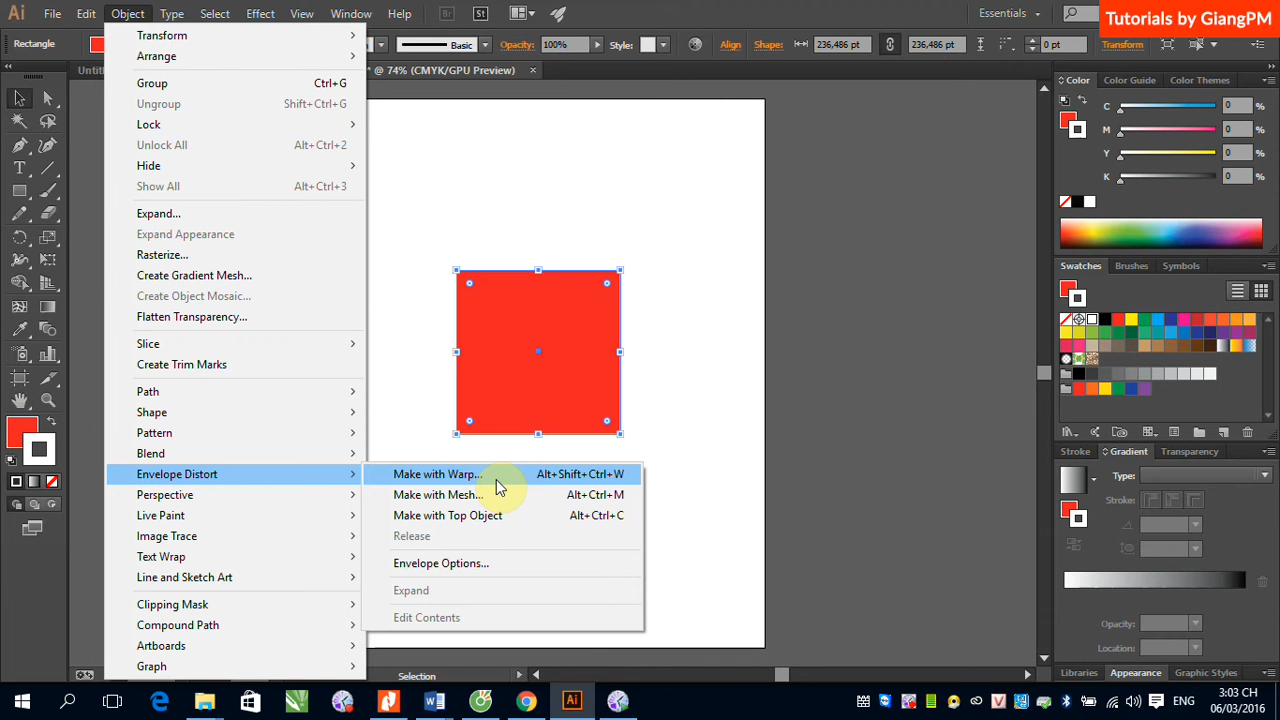 Ai File Edit Object Type Select Effect View Window Help Br St Essentials
Tutorials by GiangPM
Rectangle Basic Opacity: 100% Style: Align Shape: 236,486 pt 236,486 pt 0 pt Transform
* @ 74% (CMYK/GPU Preview)
Transform
Arrange
Group Ctrl+G
Ungroup Shift+Ctrl+G
Lock
Unlock All Alt+Ctrl+2
Hide
Show All Alt+Ctrl+3
Expand...
Expand Appearance
Rasterize...
Create Gradient Mesh...
Create Object Mosaic...
Flatten Transparency...
Slice
Create Trim Marks
Path
Shape
Pattern
Blend
Envelope Distort
Perspective
Live Paint
Image Trace
Text Wrap
Line and Sketch Art
Clipping Mask
Compound Path
Artboards
Graph
Make with Warp... Alt+Shift+Ctrl+W
Make with Mesh... Alt+Ctrl+M
Make with Top Object Alt+Ctrl+C
Release
Envelope Options...
Expand
Edit Contents
Selection
Color Color Guide Color Themes
C 0 %
M 0 %
Y 0 %
K 0 %
Swatches Brushes Symbols
Gradient Transparency
Type:
Stroke:
Opacity:
Location:
Libraries Appearance Graphic Styles
ENG
3:03 CH
06/03/2016